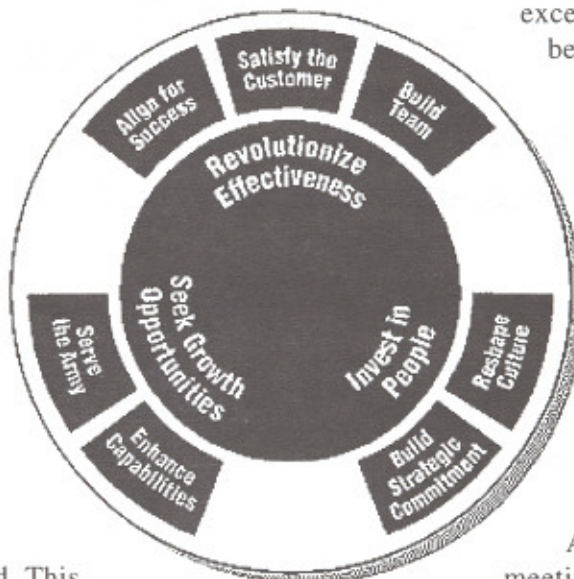 exce
be
Align for
Success
Satisfy the
Customer
Build
Team
Revolutionize
Effectiveness
Seek Growth
Opportunities
Invest in
People
Serve
the Army
Enhance
Capabilities
Reshape
Culture
Build
Strategic
Commitment
d. This
A
meetin